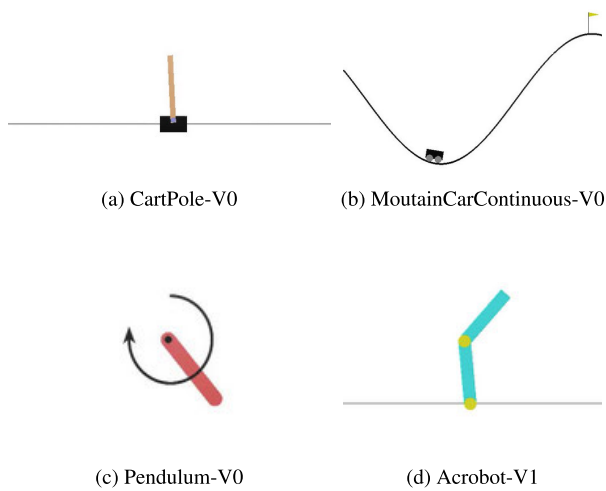 (a) CartPole-V0
(b) MoutainCarContinuous-V0
(c) Pendulum-V0
(d) Acrobot-V1